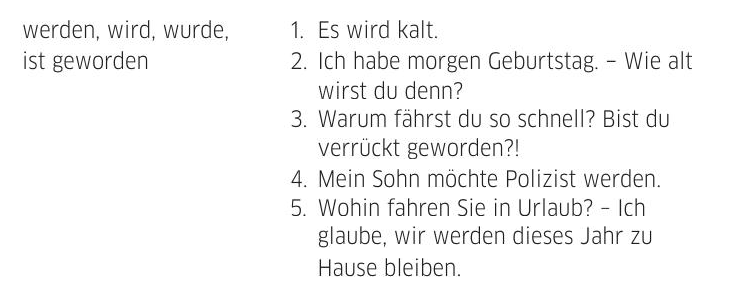 werden, wird, wurde,
ist geworden
1. Es wird kalt.
2. Ich habe morgen Geburtstag. – Wie alt
wirst du denn?
3. Warum fährst du so schnell? Bist du
verrückt geworden?!
4. Mein Sohn möchte Polizist werden.
5. Wohin fahren Sie in Urlaub? – Ich
glaube, wir werden dieses Jahr zu
Hause bleiben.